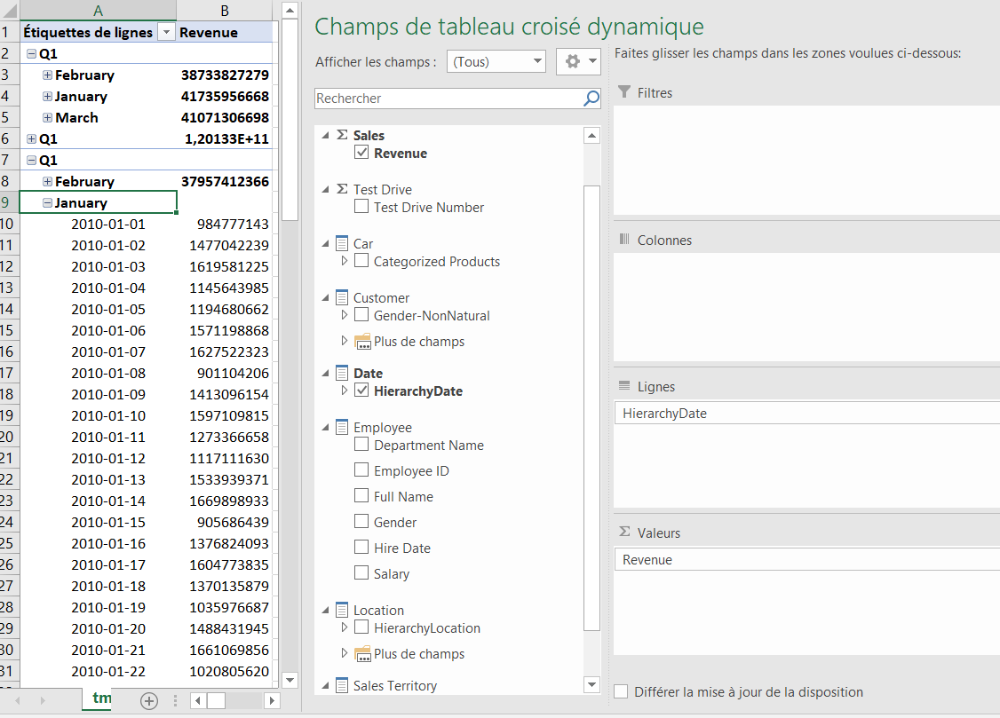 A B
1 Étiquettes de lignes Revenue
2 Q1
3 February 38733827279
4 January 41735956668
5 March 41071306698
6 Q1 1,20133E+11
7 Q1
8 February 37957412366
9 January
10 2010-01-01 984777143
11 2010-01-02 1477042239
12 2010-01-03 1619581225
13 2010-01-04 1145643985
14 2010-01-05 1194680662
15 2010-01-06 1571198868
16 2010-01-07 1627522323
17 2010-01-08 901104206
18 2010-01-09 1413096154
19 2010-01-10 1597109815
20 2010-01-11 1273366658
21 2010-01-12 1117111630
22 2010-01-13 1533939371
23 2010-01-14 1669898933
24 2010-01-15 905686439
25 2010-01-16 1376824093
26 2010-01-17 1604773835
27 2010-01-18 1370135879
28 2010-01-19 1035976687
29 2010-01-20 1488431945
30 2010-01-21 1661069856
31 2010-01-22 1020805620
tm
Champs de tableau croisé dynamique
Afficher les champs :
(Tous)
Rechercher
Σ Sales
Revenue
Σ Test Drive
Test Drive Number
Car
Categorized Products
Customer
Gender-NonNatural
Plus de champs
Date
HierarchyDate
Employee
Department Name
Employee ID
Full Name
Gender
Hire Date
Salary
Location
HierarchyLocation
Plus de champs
Sales Territory
Faites glisser les champs dans les zones voulues ci-dessous:
Filtres
Colonnes
Lignes
HierarchyDate
Σ Valeurs
Revenue
Différer la mise à jour de la disposition